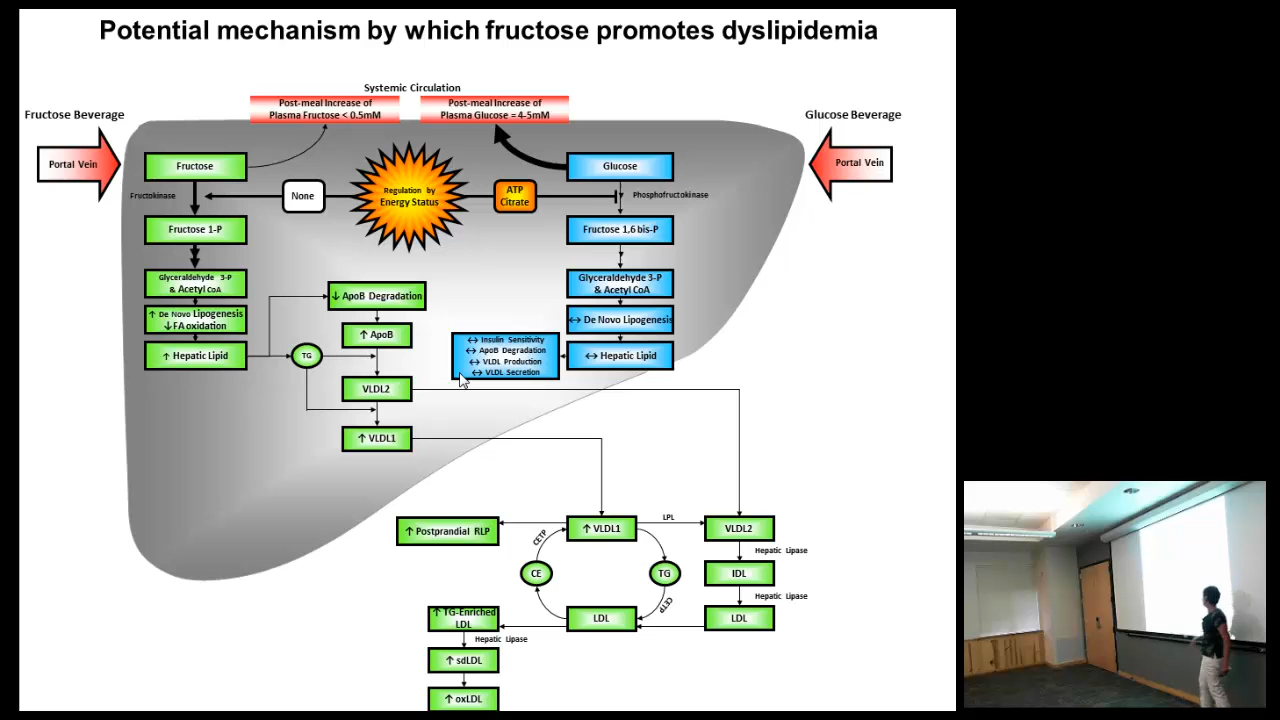 Potential mechanism by which fructose promotes dyslipidemia
Systemic Circulation
Post-meal Increase of
Plasma Fructose < 0.5mM
Post-meal Increase of
Plasma Glucose = 4-5mM
Fructose Beverage
Glucose Beverage
Portal Vein
Portal Vein
Fructose
Glucose
Fructokinase
None
Regulation by
Energy Status
ATP
Citrate
Phosphofructokinase
Fructose 1-P
Fructose 1,6 bis-P
Glyceraldehyde 3-P
& Acetyl CoA
Glyceraldehyde 3-P
& Acetyl CoA
↓ ApoB Degradation
↑ De Novo Lipogenesis
↓ FA oxidation
↔ De Novo Lipogenesis
↑ ApoB
↔ Insulin Sensitivity
↔ ApoB Degradation
↔ VLDL Production
↔ VLDL Secretion
↑ Hepatic Lipid
TG
↔ Hepatic Lipid
VLDL2
↑ VLDL1
↑ Postprandial RLP
CETP
↑ VLDL1
LPL
VLDL2
Hepatic Lipase
CE
TG
IDL
CETP
Hepatic Lipase
↑ TG-Enriched
LDL
LDL
LDL
Hepatic Lipase
↑ sdLDL
↑ oxLDL